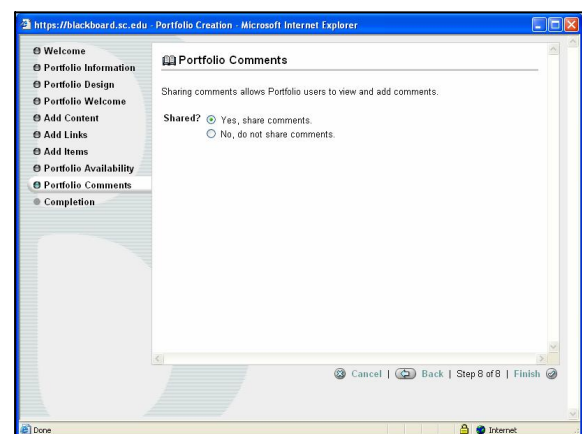 https://blackboard.sc.edu - Portfolio Creation - Microsoft Internet Explorer
Welcome
Portfolio Information
Portfolio Design
Portfolio Welcome
Add Content
Add Links
Add Items
Portfolio Availability
Portfolio Comments
Completion
Portfolio Comments
Sharing comments allows Portfolio users to view and add comments.
Shared? Yes, share comments.
No, do not share comments.
Cancel | Back | Step 8 of 8 | Finish
Done Internet